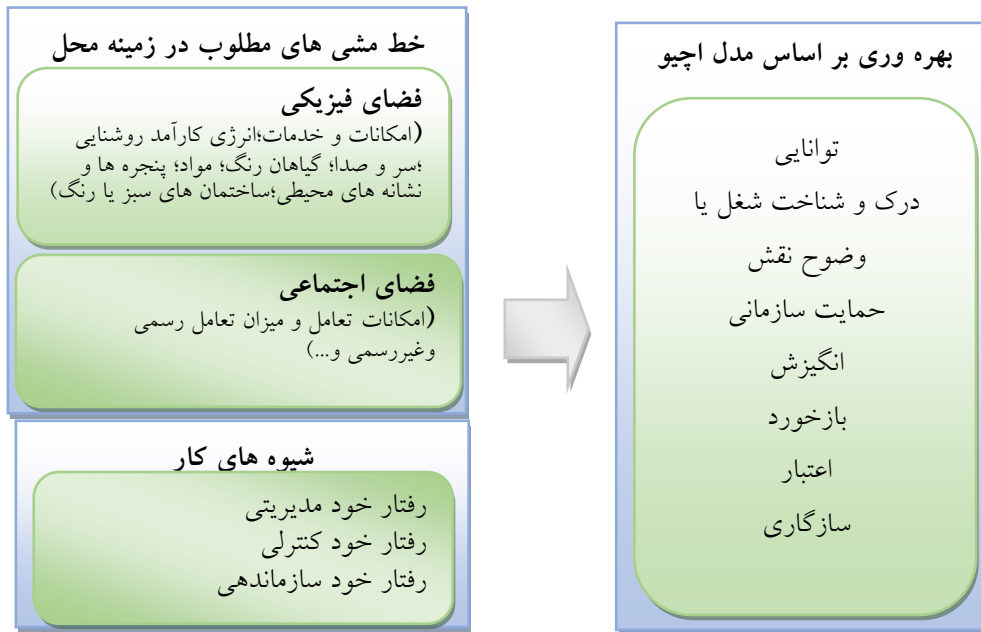 خط مشی های مطلوب در زمینه محل
فضای فیزیکی
(امکانات و خدمات؛انرژی کارآمد روشنایی
؛سر و صدا؛ گیاهان رنگ؛ مواد؛ پنجره ها و
نشانه های محیطی؛ساختمان های سبز یا رنگ)
فضای اجتماعی
(امکانات تعامل و میزان تعامل رسمی
وغیررسمی و...)
شیوه های کار
رفتار خود مدیریتی
رفتار خود کنترلی
رفتار خود سازماندهی
بهره وری بر اساس مدل اچیو
توانایی
درک و شناخت شغل یا
وضوح نقش
حمایت سازمانی
انگیزش
بازخورد
اعتبار
سازگاری